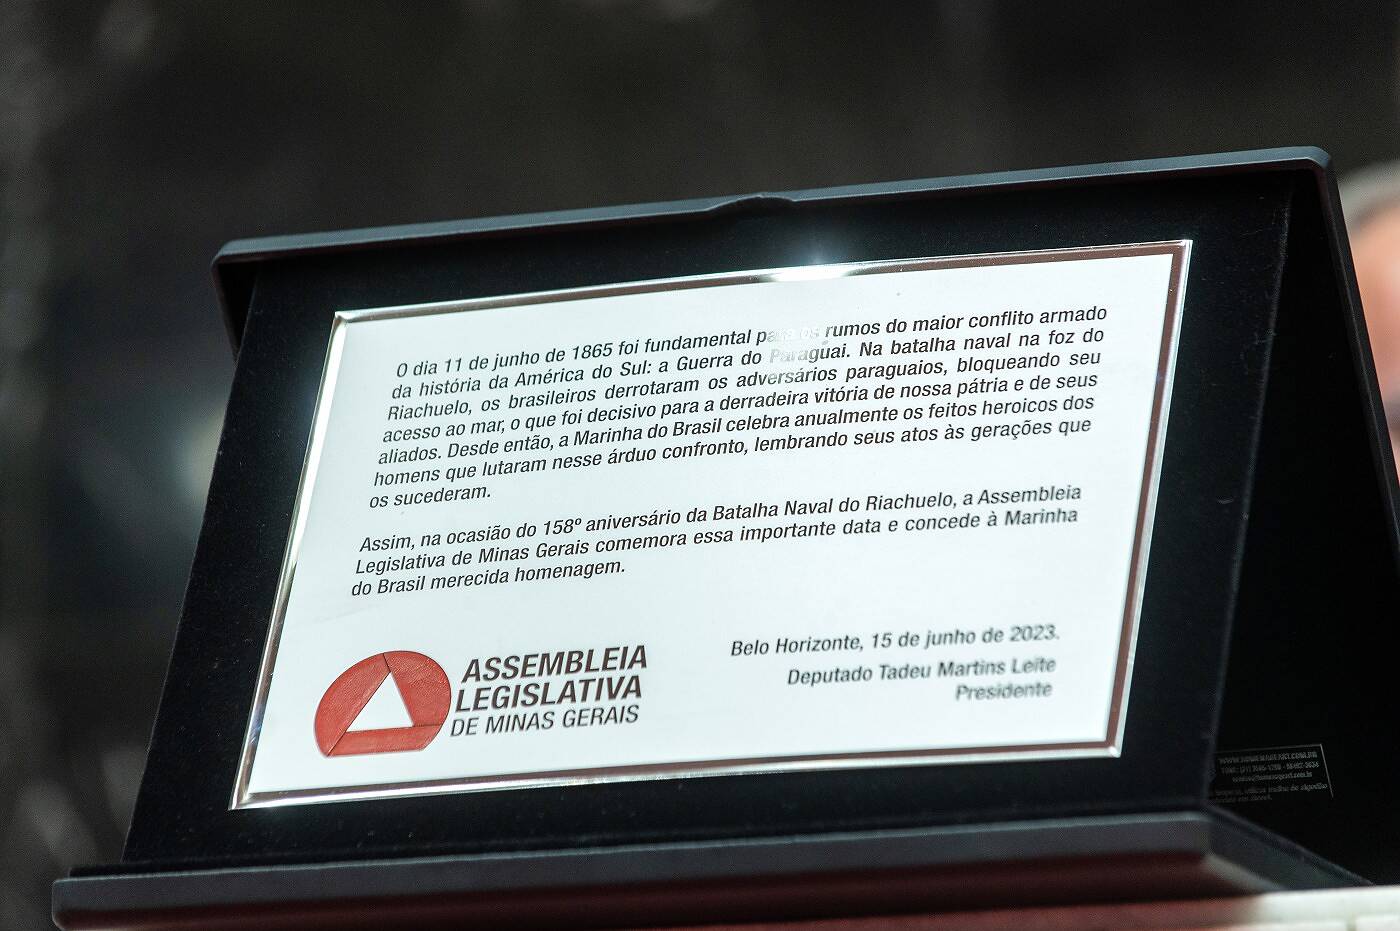 O dia 11 de junho de 1865 foi fundamental para os rumos do maior conflito armado
da história da América do Sul: a Guerra do Paraguai. Na batalha naval na foz do
Riachuelo, os brasileiros derrotaram os adversários paraguaios, bloqueando seu
acesso ao mar, o que foi decisivo para a derradeira vitória de nossa pátria e de seus
aliados. Desde então, a Marinha do Brasil celebra anualmente os feitos heroicos dos
homens que lutaram nesse árduo confronto, lembrando seus atos às gerações que
os sucederam.
Assim, na ocasião do 158º aniversário da Batalha Naval do Riachuelo, a Assembleia
Legislativa de Minas Gerais comemora essa importante data e concede à Marinha
do Brasil merecida homenagem.
Belo Horizonte, 15 de junho de 2023.
Deputado Tadeu Martins Leite
Presidente
ASSEMBLEIA
LEGISLATIVA
DE MINAS GERAIS